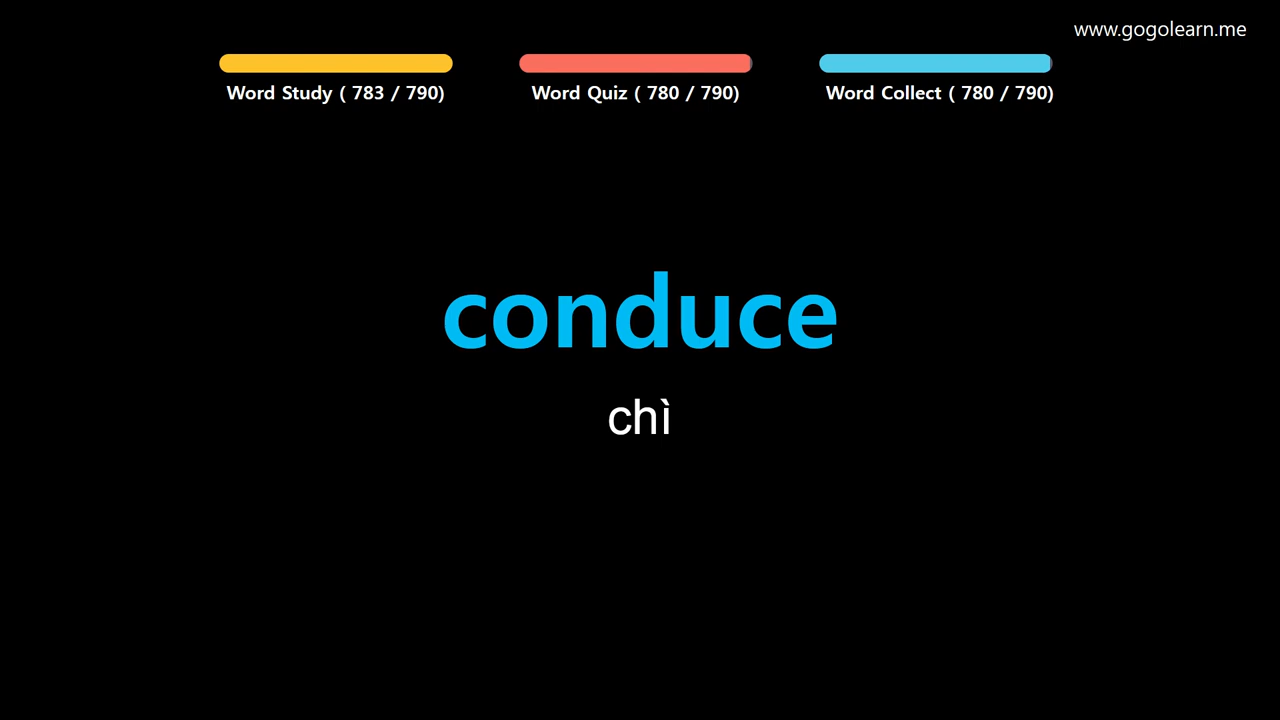 www.gogolearn.me
Word Study ( 783 / 790)
Word Quiz ( 780 / 790)
Word Collect ( 780 / 790)
conduce
chì